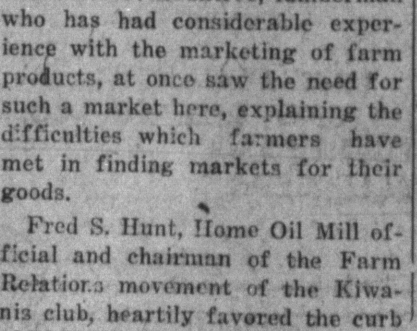 who has had considerable exper-
ience with the marketing of farm
products, at once saw the need for
such a market here, explaining the
difficulties which farmers have
met in finding markets for their
goods.
Fred S. Hunt, Home Oil Mill of-
ficial and chairman of the Farm
Relations movement of the Kiwa-
nis club, heartily favored the curb